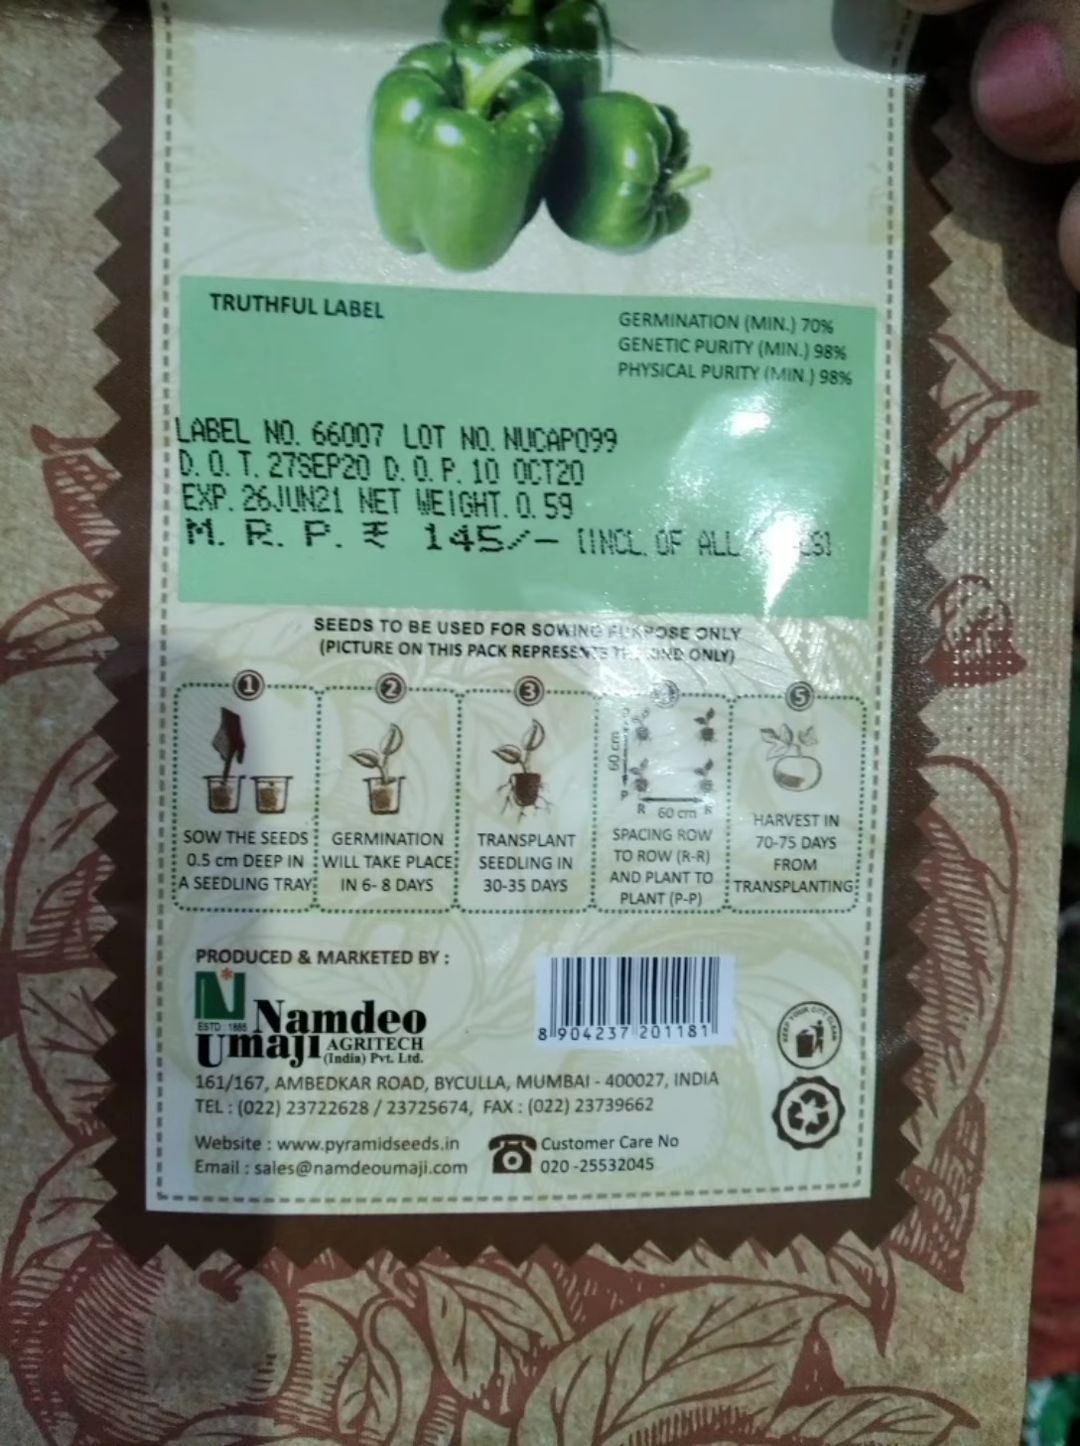 TRUTHFUL LABEL
GERMINATION (MIN.) 70%
GENETIC PURITY (MIN.) 98%
PHYSICAL PURITY (MIN.) 98%
LABEL NO. 66007 LOT NO. NUCAP099
D. O. T. 27SEP20 D. O. P. 10 OCT20
EXP. 26JUN21 NET WEIGHT. 0.5g
M. R. P. ₹ 145/- [INCL. OF ALL
SEEDS TO BE USED FOR SOWING PURPOSE ONLY
(PICTURE ON THIS PACK REPRESENTS THE KIND ONLY)
1
SOW THE SEEDS
0.5 cm DEEP IN
A SEEDLING TRAY
2
GERMINATION
WILL TAKE PLACE
IN 6- 8 DAYS
3
TRANSPLANT
SEEDLING IN
30-35 DAYS
4
60 cm
P
R 60 cm R
SPACING ROW
TO ROW (R-R)
AND PLANT TO
PLANT (P-P)
5
HARVEST IN
70-75 DAYS
FROM
TRANSPLANTING
PRODUCED & MARKETED BY :
N
ESTD : 1885
Namdeo
Umaji AGRITECH
(India) Pvt. Ltd.
8 904237 201181
KEEP YOUR CITY CLEAN
161/167, AMBEDKAR ROAD, BYCULLA, MUMBAI - 400027, INDIA
TEL : (022) 23722628 / 23725674, FAX : (022) 23739662
Website : www.pyramidseeds.in
Email : sales@namdeoumaji.com
Customer Care No
020 -25532045